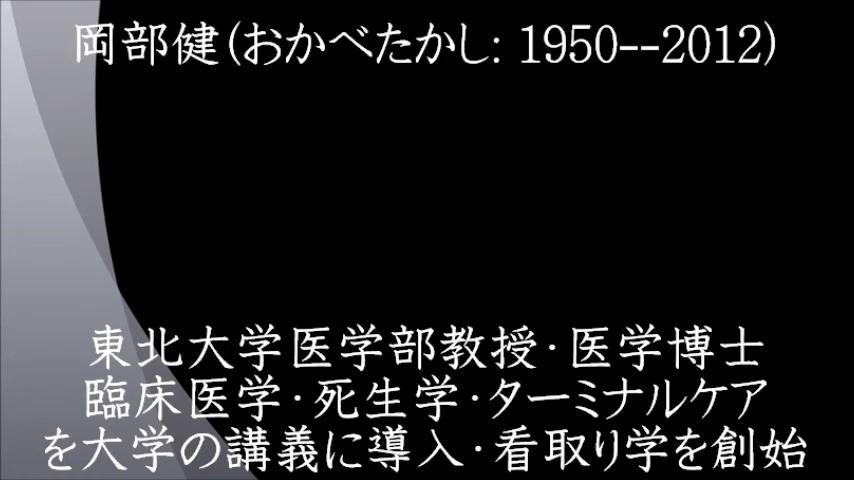 岡部健(おかべたかし: 1950--2012)
東北大学医学部教授・医学博士
臨床医学・死生学・ターミナルケア
を大学の講義に導入・看取り学を創始